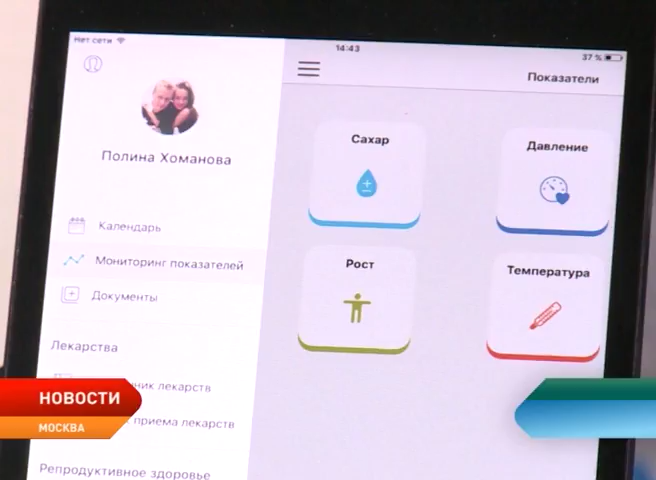 Нет сети
14:43
37 %
Показатели
Полина Хоманова
Сахар
Давление
Рост
Температура
Календарь
Мониторинг показателей
Документы
Лекарства
лекарств
приема лекарств
Репродуктивное здоровье
НОВОСТИ
МОСКВА